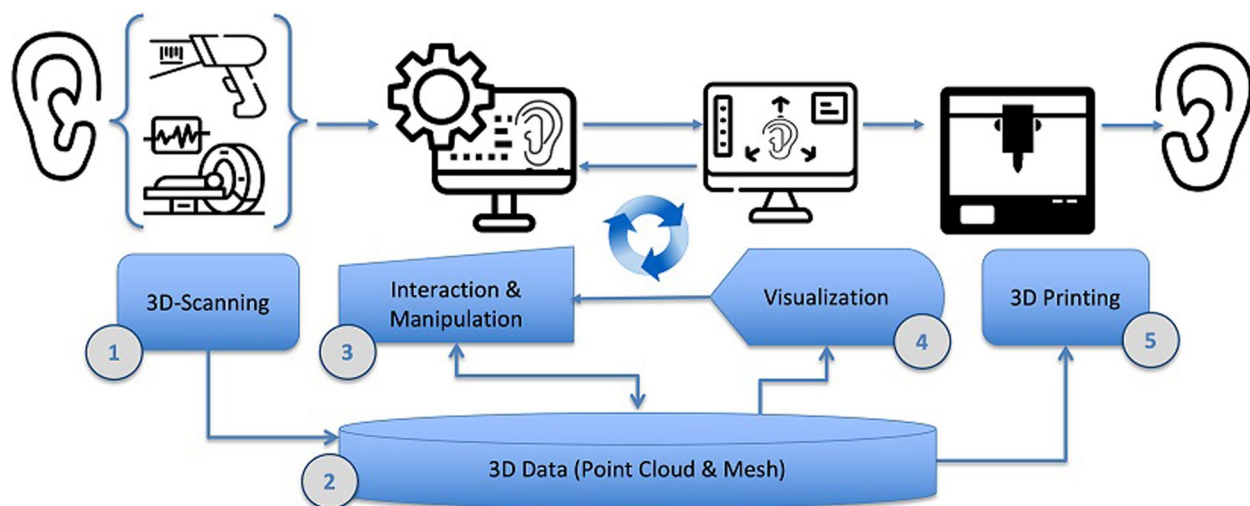 3D-Scanning
1
Interaction &
Manipulation
3
Visualization
4
3D Printing
5
3D Data (Point Cloud & Mesh)
2